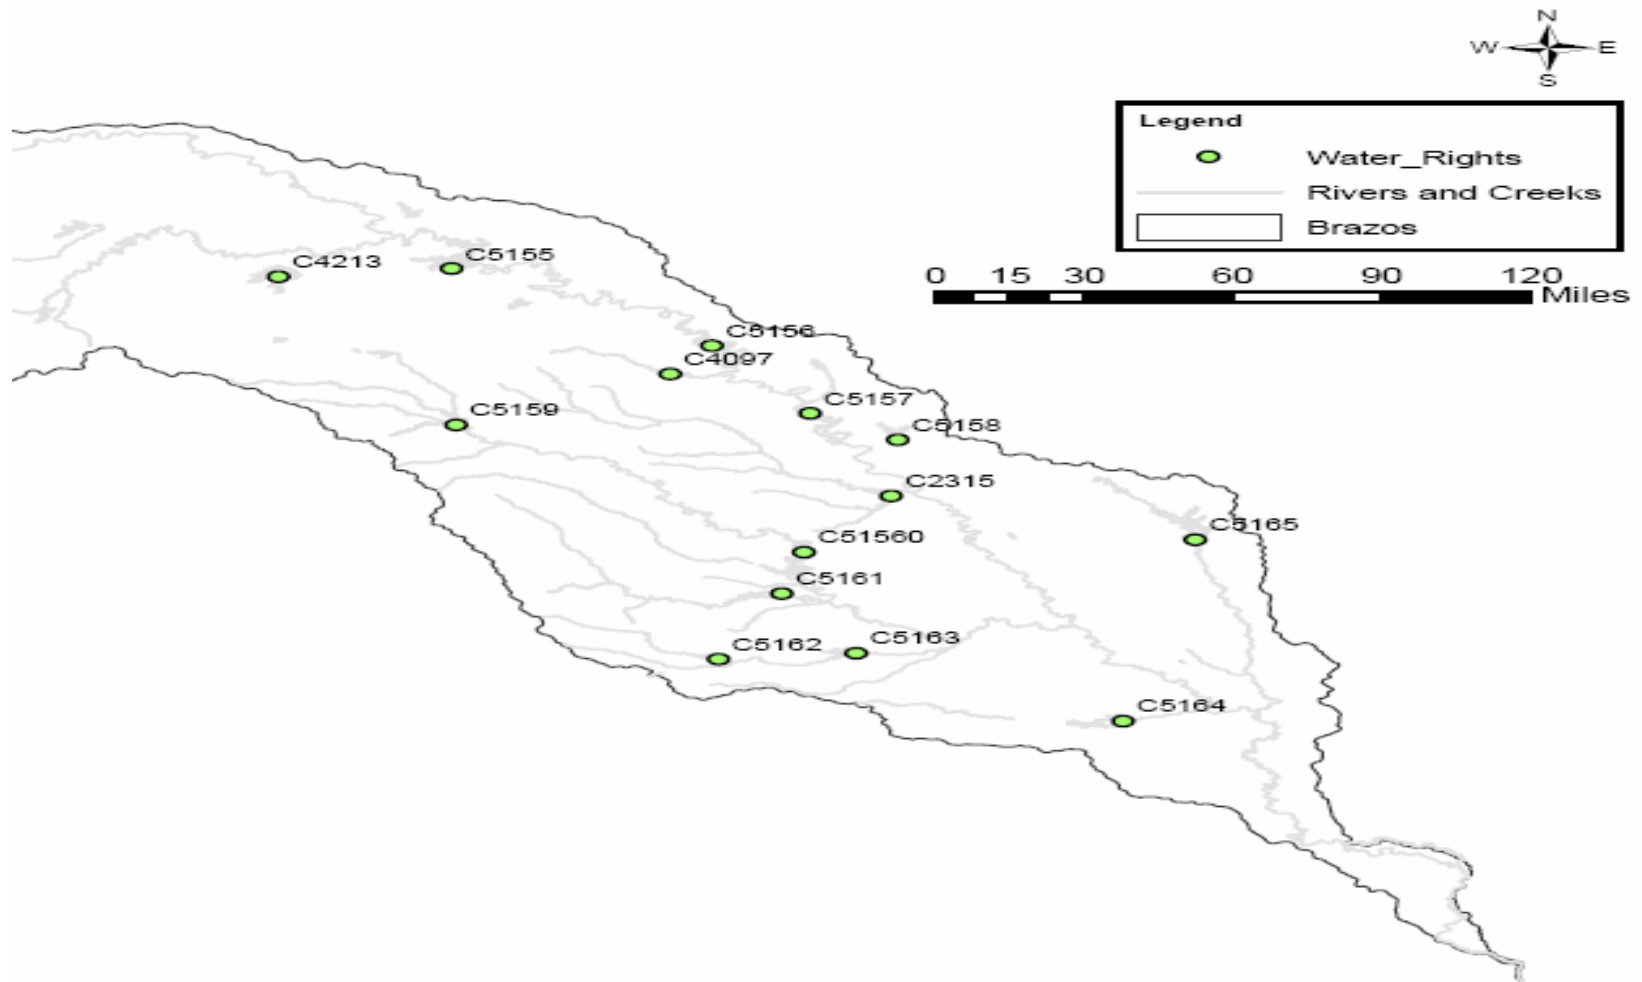 N
W E
S
Legend
Water_Rights
Rivers and Creeks
Brazos
0 15 30 60 90 120
Miles
C4213
C5155
C5156
C4097
C5157
C5159
C5158
C2315
C5165
C51560
C5161
C5162
C5163
C5164